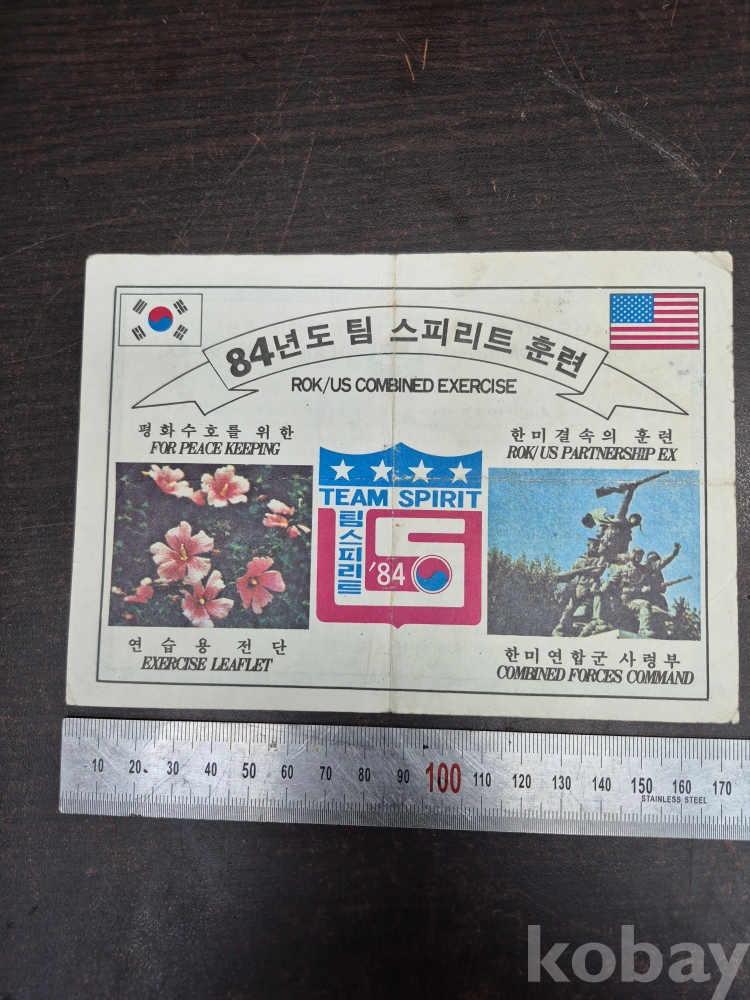 84년도 팀 스피리트 훈련
ROK/US COMBINED EXERCISE
평화수호를 위한
FOR PEACE KEEPING
한미결속의 훈련
ROK/US PARTNERSHIP EX
TEAM SPIRIT
팀스피리트
'84
연습용 전단
EXERCISE LEAFLET
한미연합군 사령부
COMBINED FORCES COMMAND
10 20 30 40 50 60 70 80 90 100 110 120 130 140 150 160 170
STAINLESS STEEL
kobay